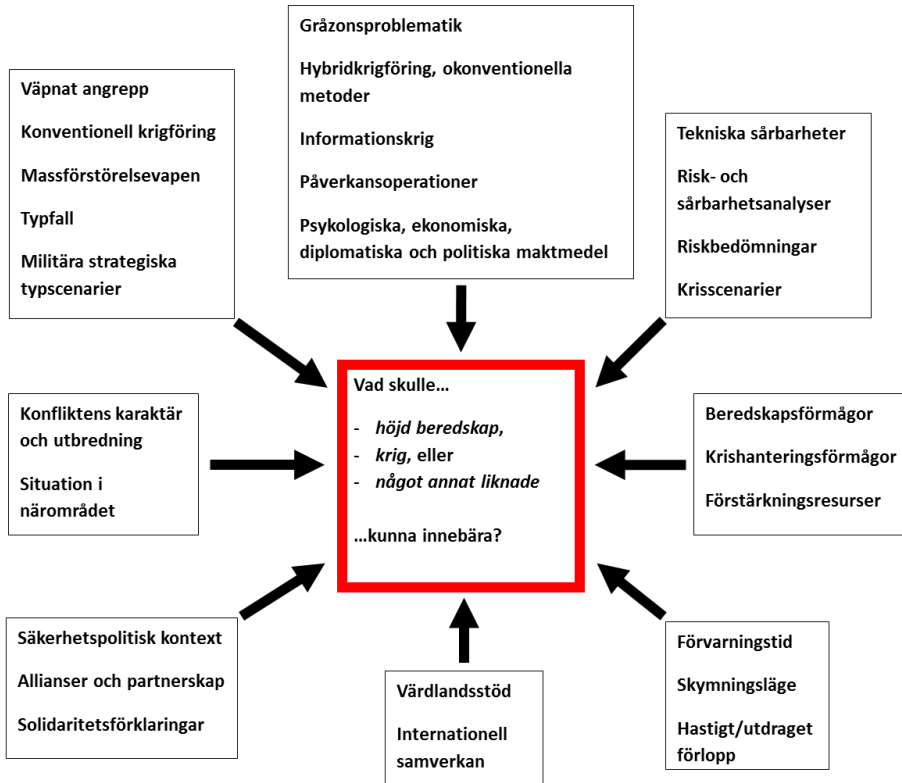 Gråzonsproblematik
Hybridkrigföring, okonventionella
metoder
Informationskrig
Påverkansoperationer
Psykologiska, ekonomiska,
diplomatiska och politiska maktmedel
Väpnat angrepp
Konventionell krigföring
Massförstörelsevapen
Typfall
Militära strategiska
typscenarier
Tekniska sårbarheter
Risk- och
sårbarhetsanalyser
Riskbedömningar
Krisscenarier
Vad skulle...
- höjd beredskap,
- krig, eller
- något annat liknade
...kunna innebära?
Konfliktens karaktär
och utbredning
Situation i
närområdet
Beredskapsförmågor
Krishanteringsförmågor
Förstärkningsresurser
Säkerhetspolitisk kontext
Allianser och partnerskap
Solidaritetsförklaringar
Värdlandsstöd
Internationell
samverkan
Förvarningstid
Skymningsläge
Hastigt/utdraget
förlopp